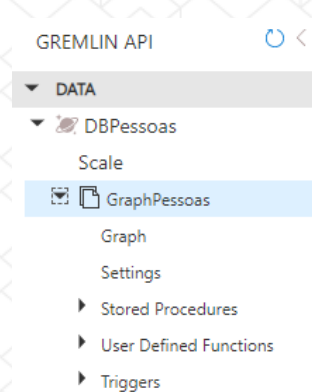 GREMLIN API
DATA
DBPessoas
Scale
GraphPessoas
Graph
Settings
Stored Procedures
User Defined Functions
Triggers